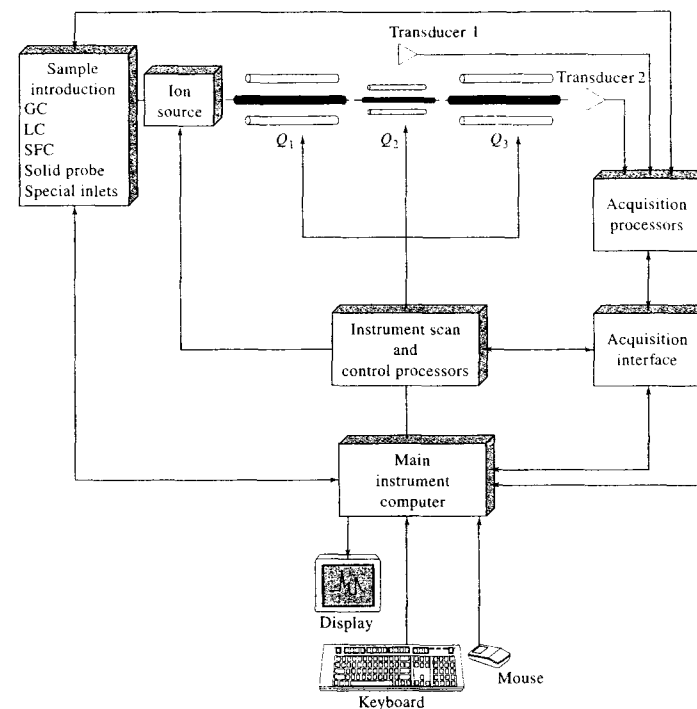 Transducer 1
Sample
introduction
GC
LC
SFC
Solid probe
Special inlets
Ion
source
Transducer 2
Q1
Q2
Q3
Acquisition
processors
Instrument scan
and
control processors
Acquisition
interface
Main
instrument
computer
Display
Mouse
Keyboard